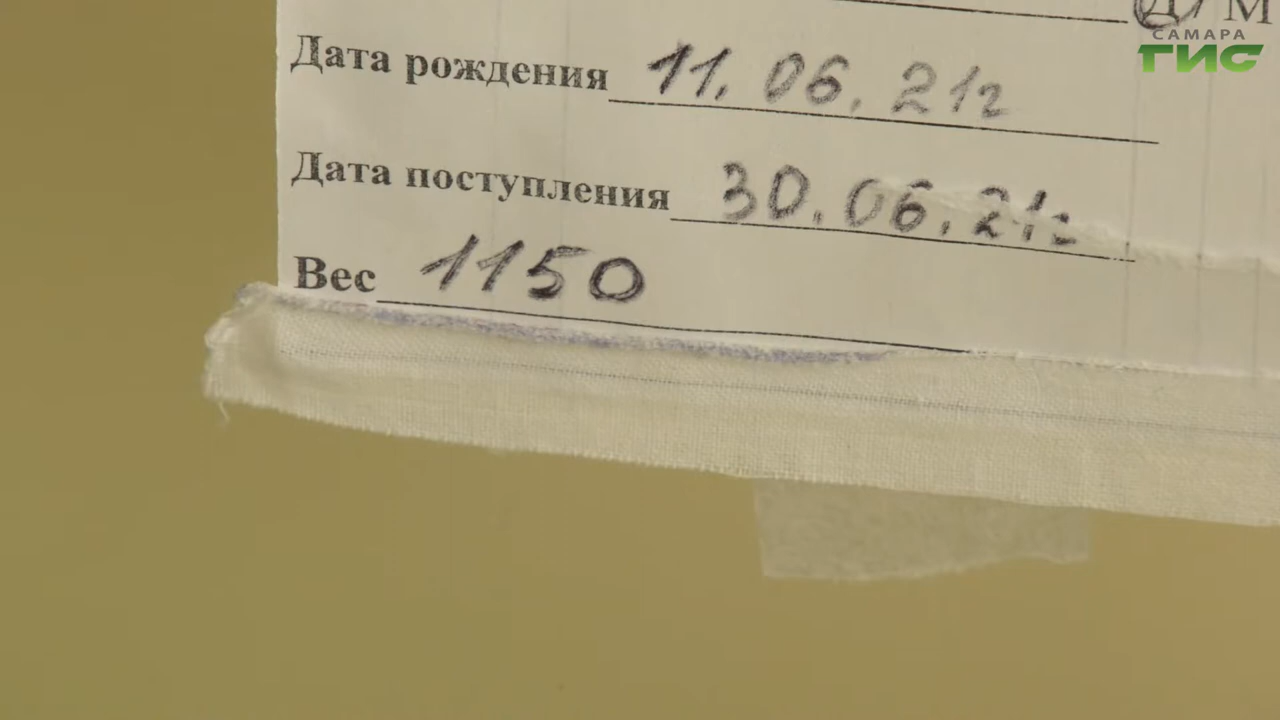 Д/ М
САМАРА
ГИС
Дата рождения 11.06.21г
Дата поступления 30.06.21г
Вес 1150